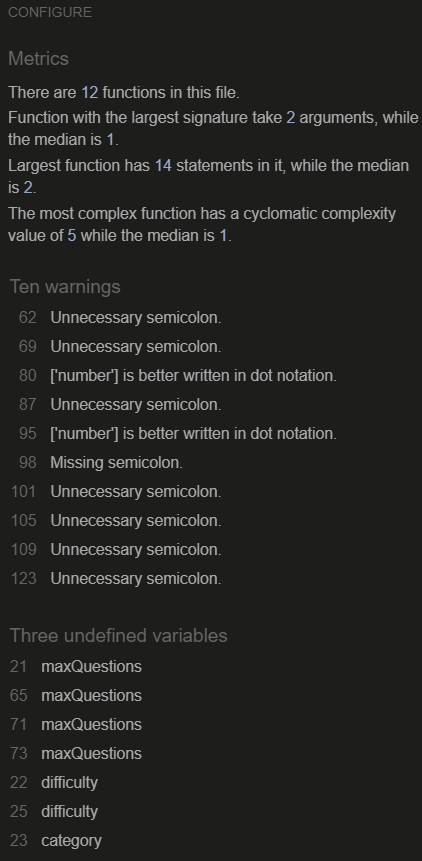 CONFIGURE
Metrics
There are 12 functions in this file.
Function with the largest signature take 2 arguments, while
the median is 1.
Largest function has 14 statements in it, while the median
is 2.
The most complex function has a cyclomatic complexity
value of 5 while the median is 1.
Ten warnings
62 Unnecessary semicolon.
69 Unnecessary semicolon.
80 ['number'] is better written in dot notation.
87 Unnecessary semicolon.
95 ['number'] is better written in dot notation.
98 Missing semicolon.
101 Unnecessary semicolon.
105 Unnecessary semicolon.
109 Unnecessary semicolon.
123 Unnecessary semicolon.
Three undefined variables
21 maxQuestions
65 maxQuestions
71 maxQuestions
73 maxQuestions
22 difficulty
25 difficulty
23 category